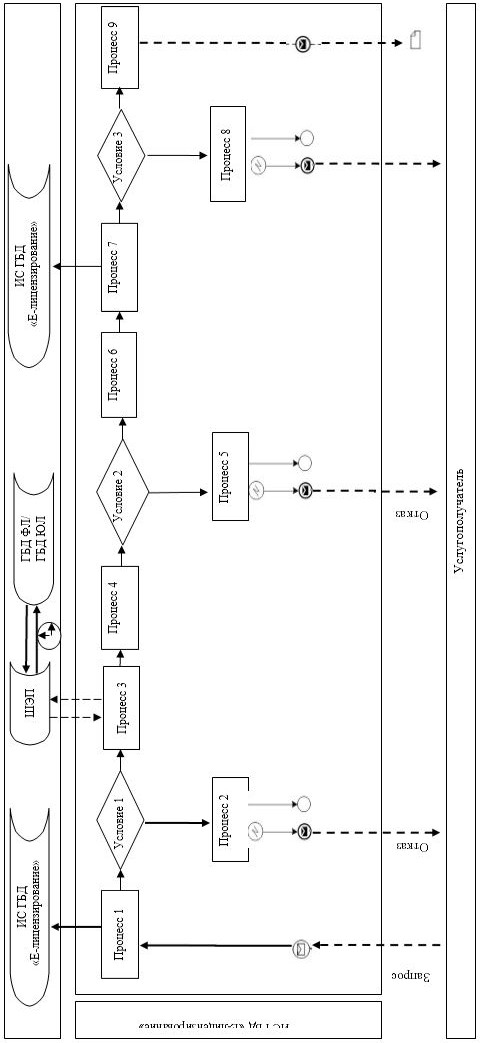 Процесс 9
Условие 3
Процесс 8
Процесс 7
ИС ГБД
«Е-лицензирование»
Процесс 6
Условие 2
Процесс 5
Отказ
Услугополучатель
ГБД ФЛ/
ГБД ЮЛ
Процесс 4
ШЭП
Процесс 3
Условие 1
Процесс 2
Отказ
ИС ГБД
«Е-лицензирование»
Процесс 1
Запрос